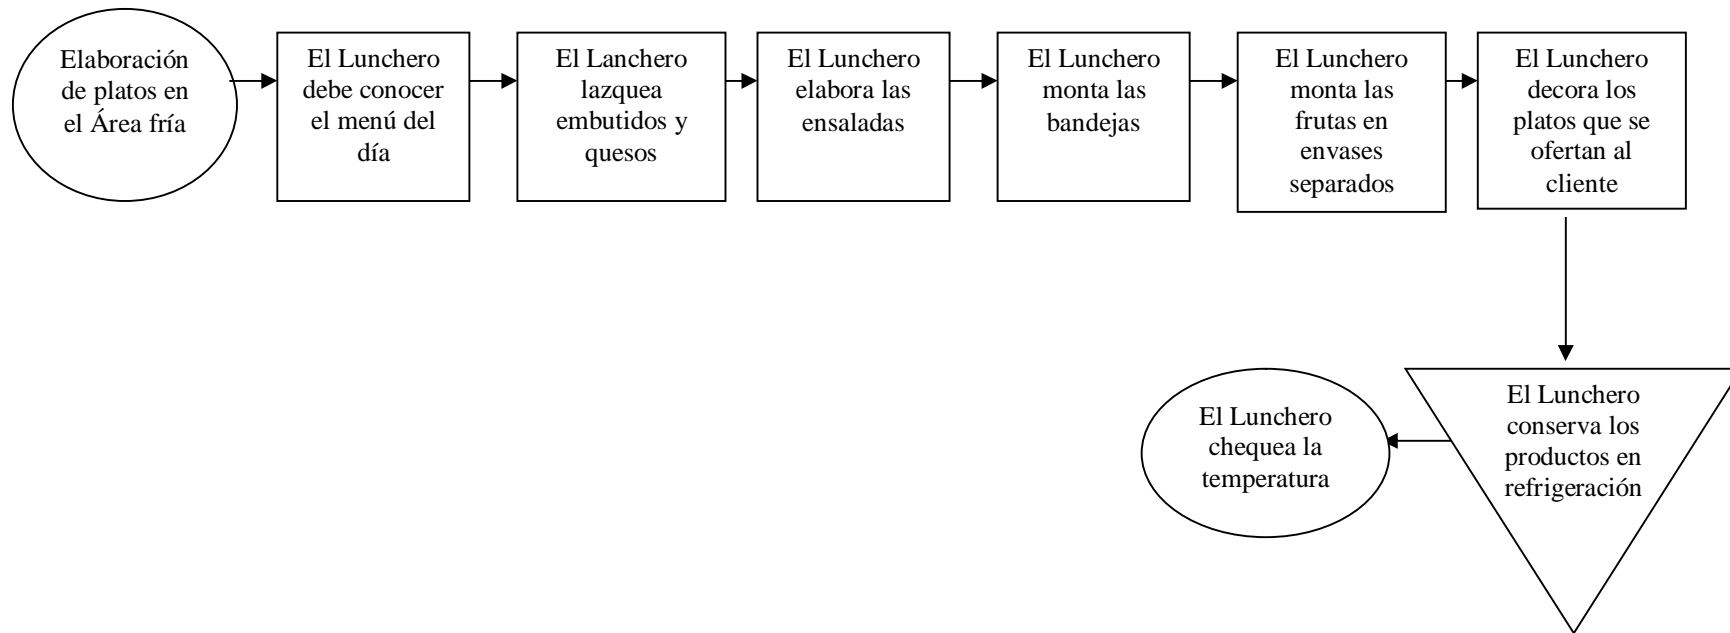 Elaboración
de platos en
el Área fría
El Lunchero
debe conocer
el menú del
día
El Lanchero
lazquea
embutidos y
quesos
El Lunchero
elabora las
ensaladas
El Lunchero
monta las
bandejas
El Lunchero
monta las
frutas en
envases
separados
El Lunchero
decora los
platos que se
ofertan al
cliente
El Lunchero
conserva los
productos en
refrigeración
El Lunchero
chequea la
temperatura